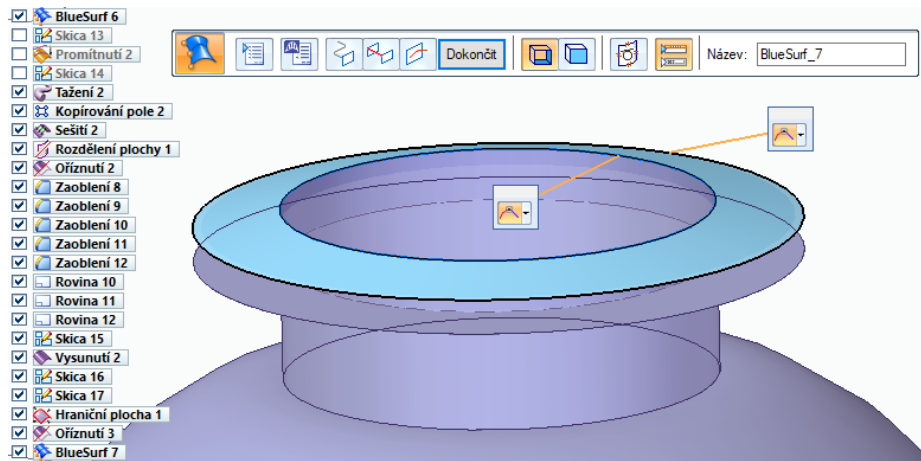 BlueSurf 6
Skica 13
Promítnutí 2
Skica 14
Tažení 2
Kopírování pole 2
Sešití 2
Rozdělení plochy 1
Oříznutí 2
Zaoblení 8
Zaoblení 9
Zaoblení 10
Zaoblení 11
Zaoblení 12
Rovina 10
Rovina 11
Rovina 12
Skica 15
Vysunutí 2
Skica 16
Skica 17
Hraniční plocha 1
Oříznutí 3
BlueSurf 7
Dokončit
Název: BlueSurf_7